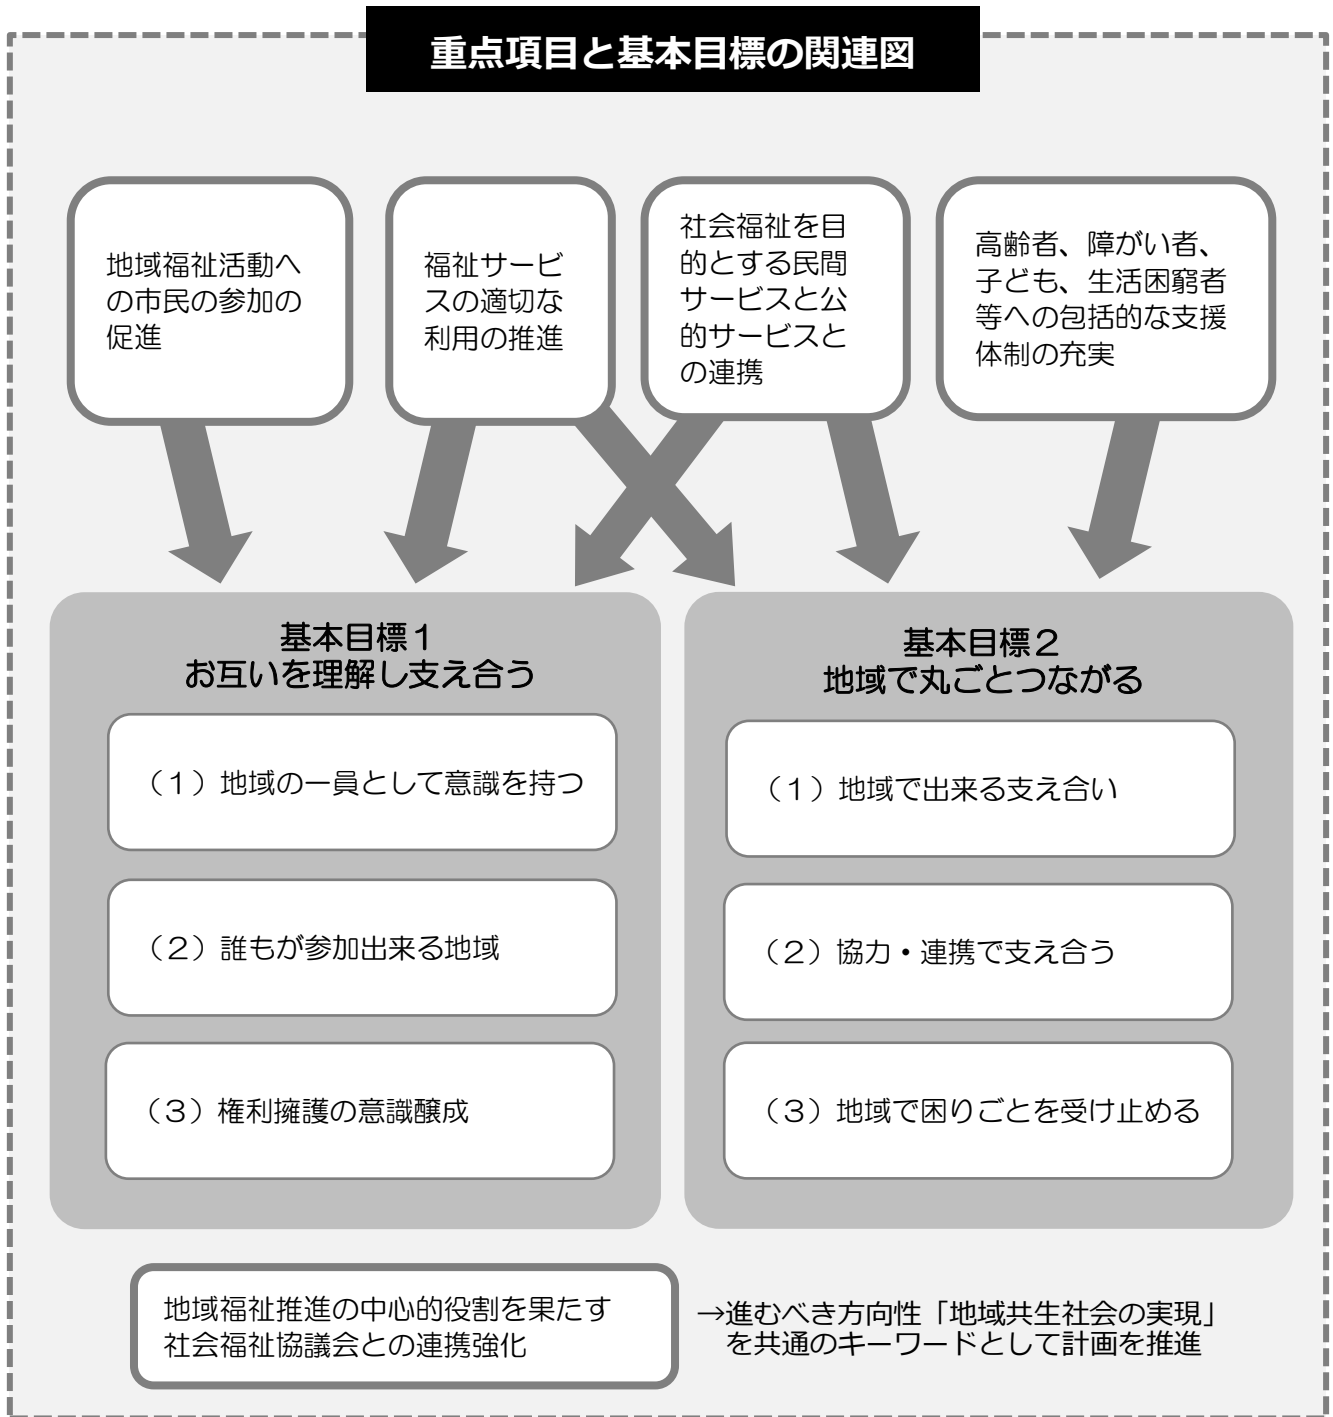 重点項目と基本目標の関連図
地域福祉活動へ
の市民の参加の
促進
福祉サービ
スの適切な
利用の推進
社会福祉を目
的とする民間
サービスと公
的サービスと
の連携
高齢者、障がい者、
子ども、生活困窮者
等への包括的な支援
体制の充実
基本目標１
お互いを理解し支え合う
（１）地域の一員として意識を持つ
（２）誰もが参加出来る地域
（３）権利擁護の意識醸成
基本目標２
地域で丸ごとつながる
（１）地域で出来る支え合い
（２）協力・連携で支え合う
（３）地域で困りごとを受け止める
地域福祉推進の中心的役割を果たす
社会福祉協議会との連携強化
→進むべき方向性「地域共生社会の実現」
を共通のキーワードとして計画を推進